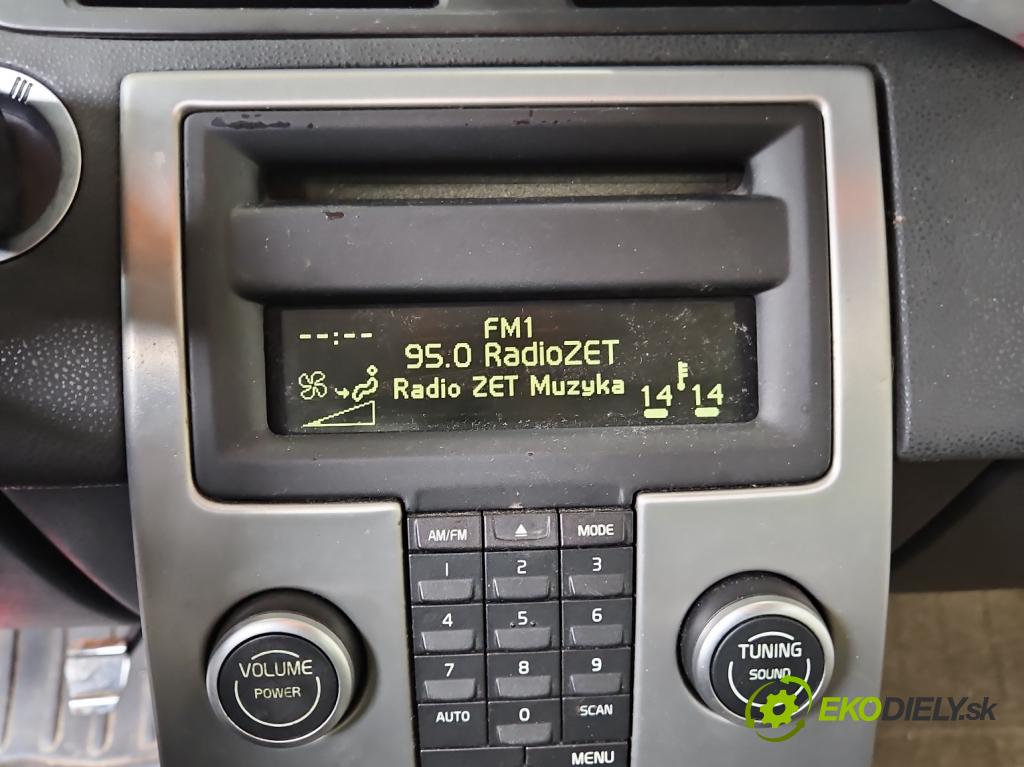 --:--
FM1
95.0 RadioZET
Radio ZET Muzyka
14 14
AM/FM
MODE
1 2 3
4 5 6
7 8 9
AUTO 0 SCAN
MENU
VOLUME
POWER
TUNING
SOUND
EKODIELY.sk